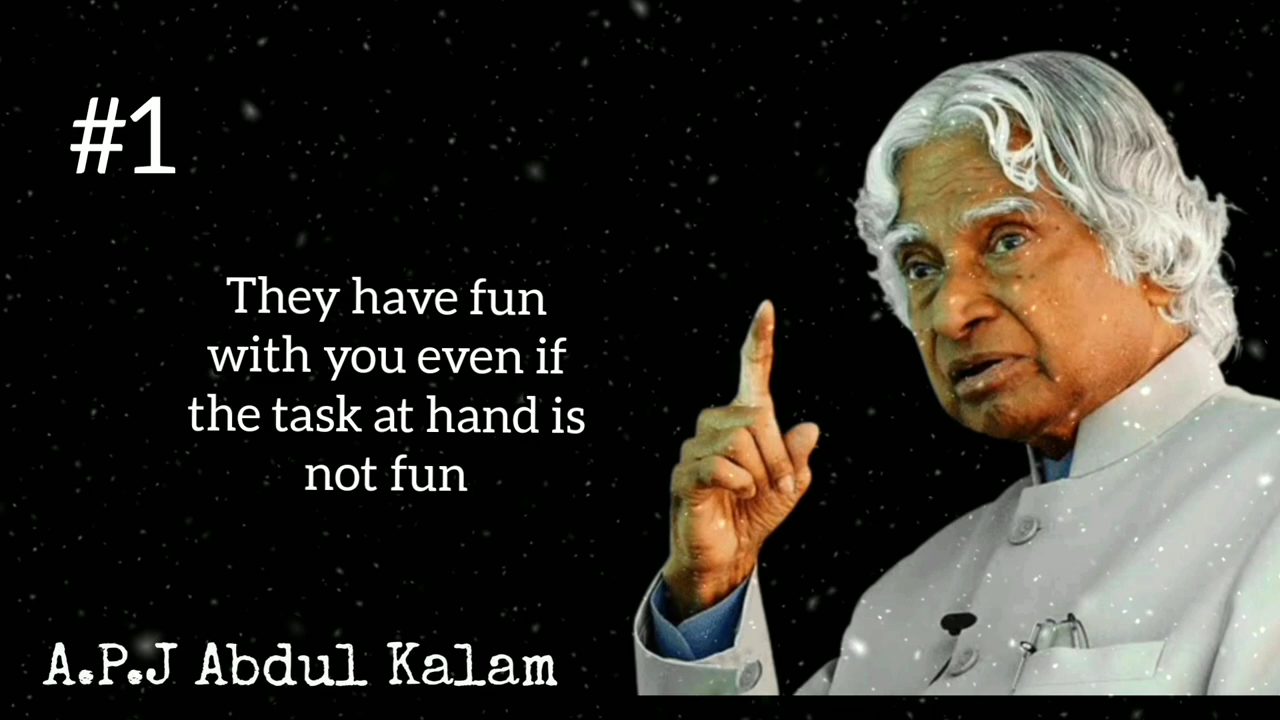 #1
They have fun
with you even if
the task at hand is
not fun
A.P.J Abdul Kalam